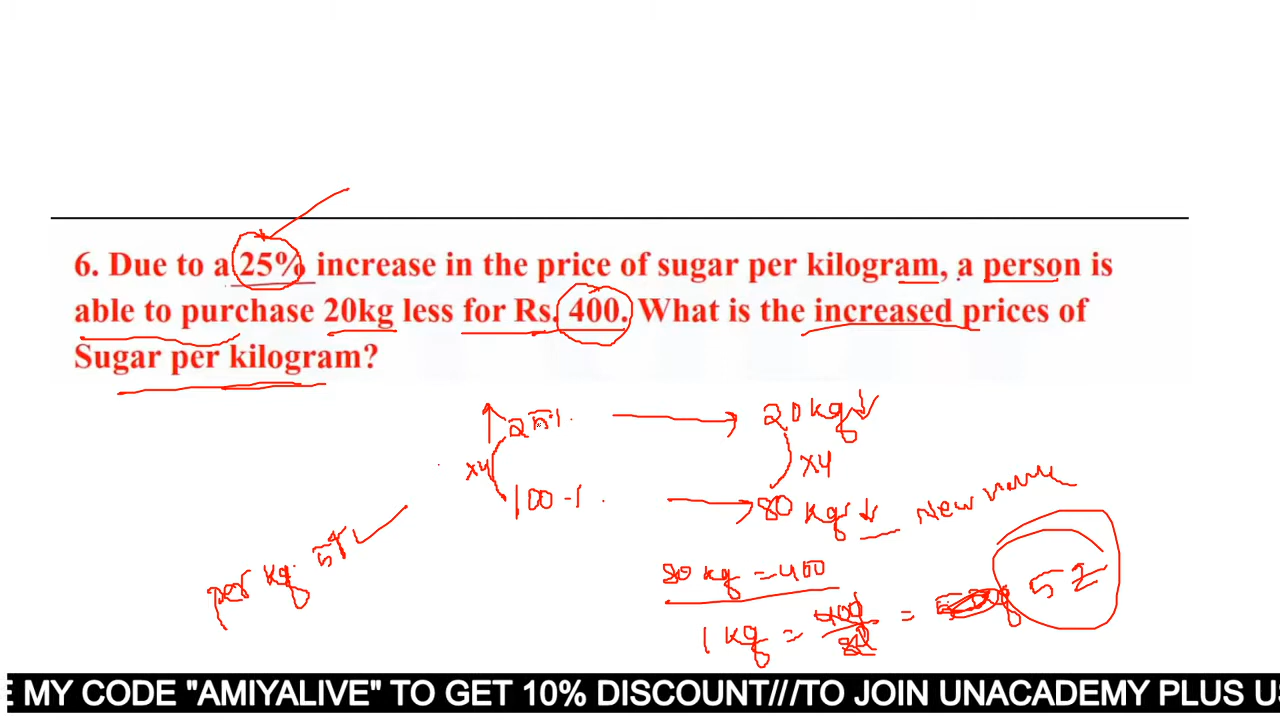 6. Due to a 25% increase in the price of sugar per kilogram, a person is
able to purchase 20kg less for Rs. 400. What is the increased prices of
Sugar per kilogram?
25% 20kg↓
x4 x4
100-1 80 kg↓ New
per kg 5
80 kg = 400
1 kg = 400/80 = 5
E MY CODE "AMIYALIVE" TO GET 10% DISCOUNT///TO JOIN UNACADEMY PLUS U